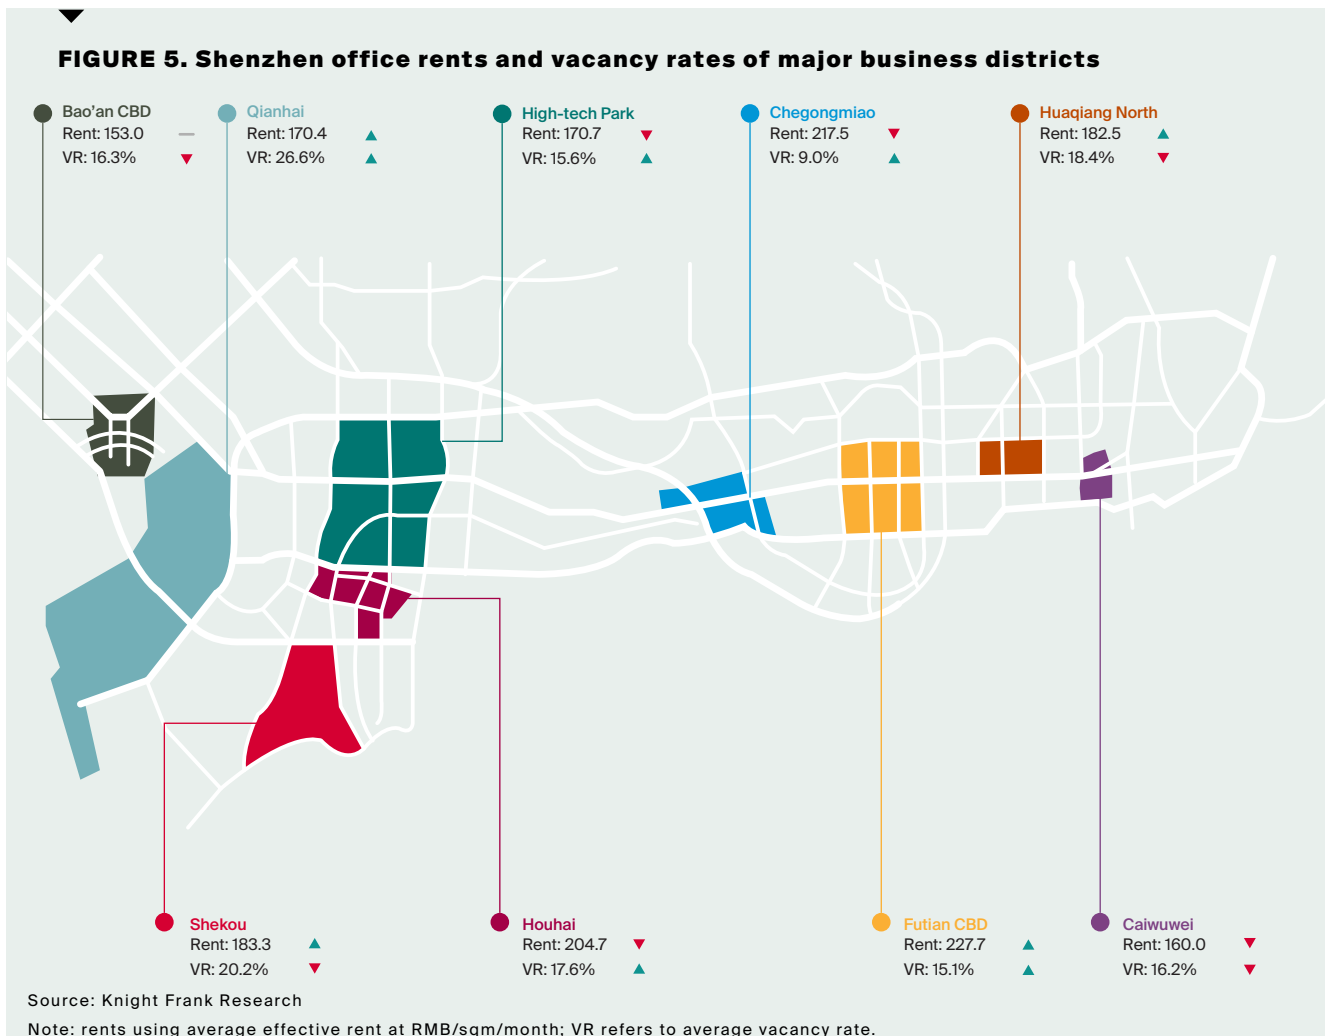 FIGURE 5. Shenzhen office rents and vacancy rates of major business districts
Bao’an CBD
Rent: 153.0
VR: 16.3%
Qianhai
Rent: 170.4
VR: 26.6%
High-tech Park
Rent: 170.7
VR: 15.6%
Chegongmiao
Rent: 217.5
VR: 9.0%
Huaqiang North
Rent: 182.5
VR: 18.4%
Shekou
Rent: 183.3
VR: 20.2%
Houhai
Rent: 204.7
VR: 17.6%
Futian CBD
Rent: 227.7
VR: 15.1%
Caiwuwei
Rent: 160.0
VR: 16.2%
Source: Knight Frank Research
Note: rents using average effective rent at RMB/sqm/month; VR refers to average vacancy rate.